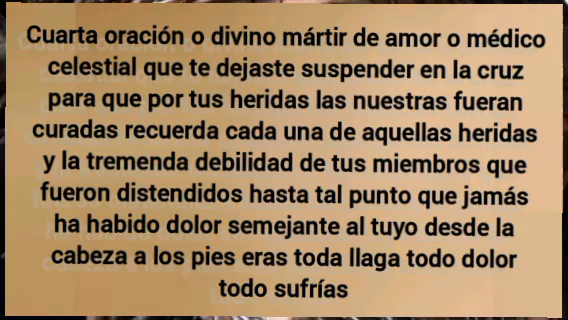 Cuarta oración o divino mártir de amor o médico
celestial que te dejaste suspender en la cruz
para que por tus heridas las nuestras fueran
curadas recuerda cada una de aquellas heridas
y la tremenda debilidad de tus miembros que
fueron distendidos hasta tal punto que jamás
ha habido dolor semejante al tuyo desde la
cabeza a los pies eras toda llaga todo dolor
todo sufrías